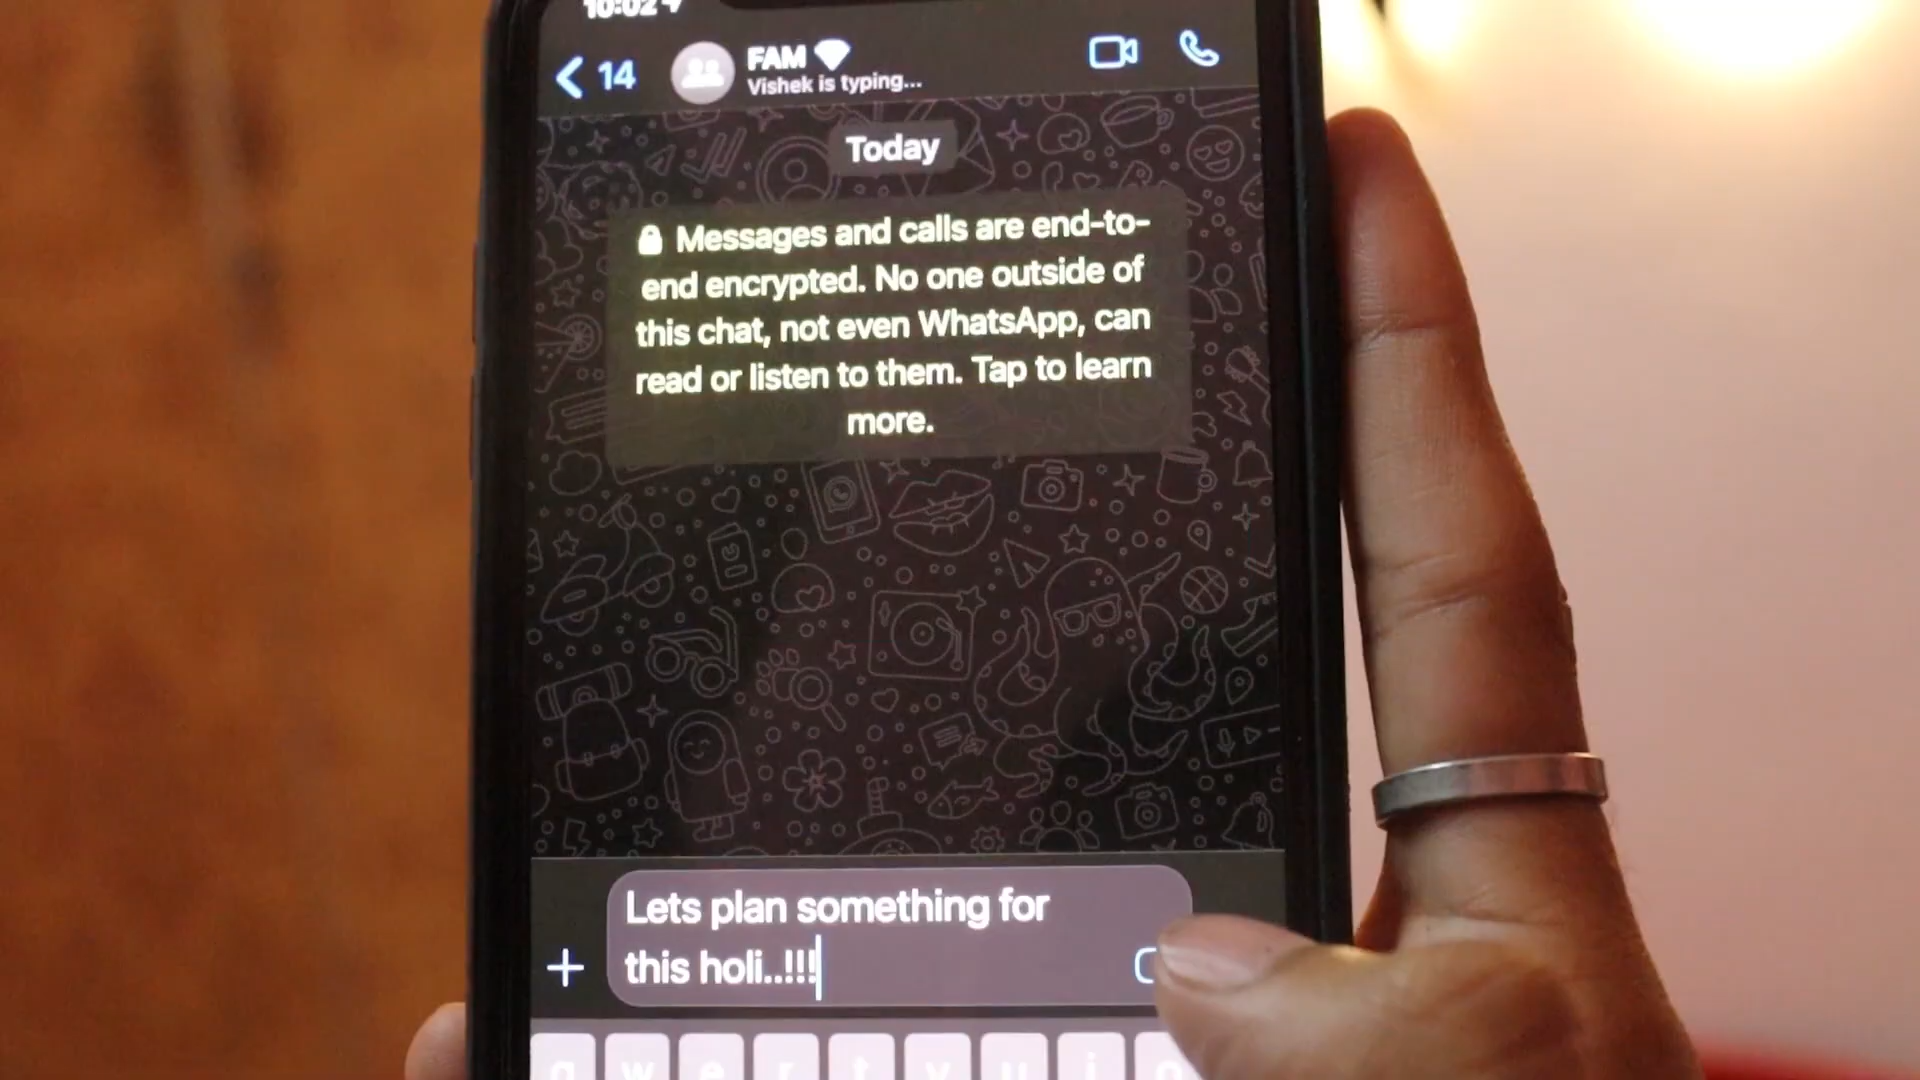 10:02
14
FAM
Vishek is typing...
Today
Messages and calls are end-to-
end encrypted. No one outside of
this chat, not even WhatsApp, can
read or listen to them. Tap to learn
more.
Lets plan something for
this holi..!!!
q w e r t y u i o